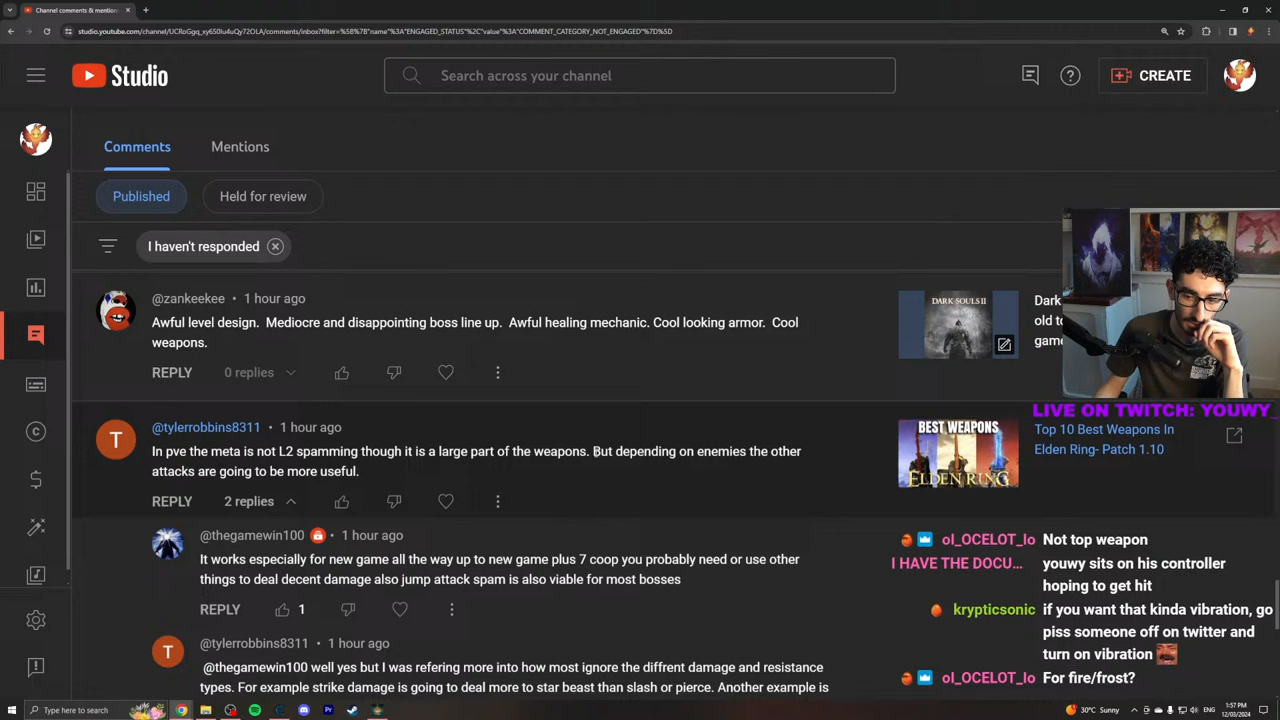 Channel comments & mention
studio.youtube.com/channel/UCRoGgq_xy650Iu4uQy72OLA/comments/inbox?filter=%5B%7B"name"%3A"ENGAGED_STATUS"%2C"value"%3A"COMMENT_CATEGORY_NOT_ENGAGED"%7D%5D
Studio
Search across your channel
CREATE
Comments
Mentions
Published
Held for review
I haven't responded
@zankeekee • 1 hour ago
Awful level design. Mediocre and disappointing boss line up. Awful healing mechanic. Cool looking armor. Cool
weapons.
REPLY
0 replies
DARK SOULS II
Dark
old to
game
@tylerrobbins8311 • 1 hour ago
In pve the meta is not L2 spamming though it is a large part of the weapons. But depending on enemies the other
attacks are going to be more useful.
REPLY
2 replies
BEST WEAPONS
ELDEN RING
LIVE ON TWITCH: YOUWY_
Top 10 Best Weapons In
Elden Ring- Patch 1.10
@thegamewin100 • 1 hour ago
It works especially for new game all the way up to new game plus 7 coop you probably need or use other
things to deal decent damage also jump attack spam is also viable for most bosses
REPLY
1
T
@tylerrobbins8311 • 1 hour ago
@thegamewin100 well yes but I was refering more into how most ignore the diffrent damage and resistance
types. For example strike damage is going to deal more to star beast than slash or pierce. Another example is
ol_OCELOT_lo Not top weapon
I HAVE THE DOCU... youwy sits on his controller
hoping to get hit
krypticsonic if you want that kinda vibration, go
piss someone off on twitter and
turn on vibration
ol_OCELOT_lo For fire/frost?
Type here to search
30°C Sunny
ENG
1:57 PM
12/03/2024